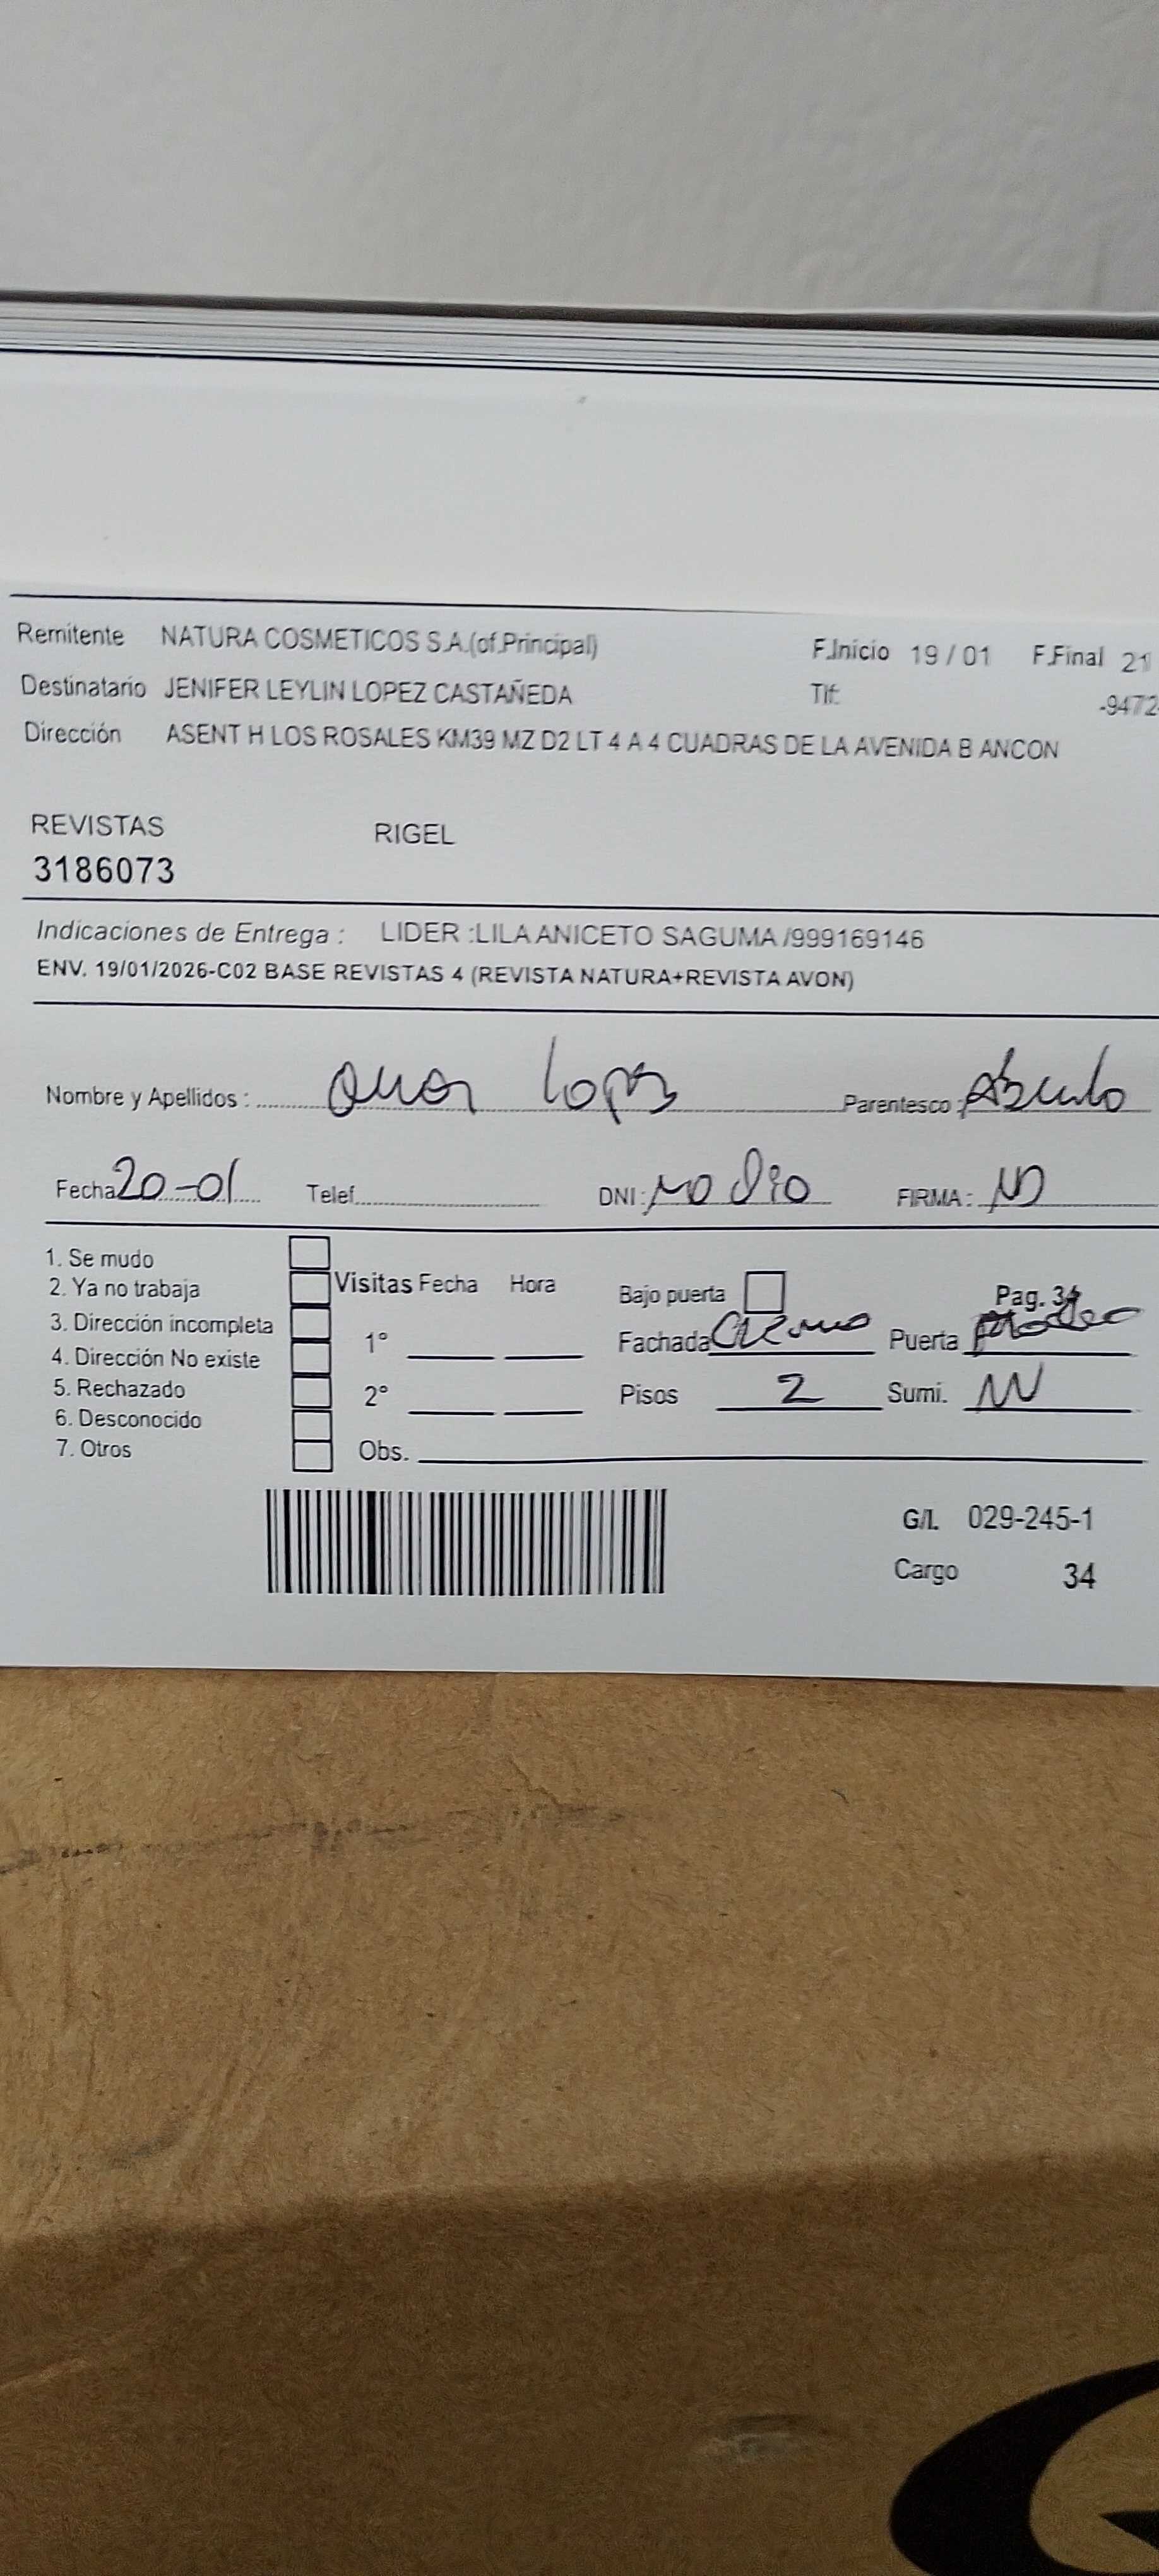 Remitente NATURA COSMETICOS S.A.(of.Principal) F.Inicio 19/01 F.Final 21
Destinatario JENIFER LEYLIN LOPEZ CASTAÑEDA Tlf: -9472
Dirección ASENT H LOS ROSALES KM39 MZ D2 LT 4 A 4 CUADRAS DE LA AVENIDA B ANCON
REVISTAS RIGEL
3186073
Indicaciones de Entrega : LIDER :LILA ANICETO SAGUMA /999169146
ENV. 19/01/2026-C02 BASE REVISTAS 4 (REVISTA NATURA+REVISTA AVON)
Nombre y Apellidos : Lopez Parentesco :
Fecha 20-01 Telef. DNI: no dio FIRMA:
1. Se mudo
2. Ya no trabaja
3. Dirección incompleta
4. Dirección No existe
5. Rechazado
6. Desconocido
7. Otros
Visitas Fecha Hora
1°
2°
Obs.
Bajo puerta Pag. 34
Fachada Puerta
Pisos 2 Sumi.
G/I. 029-245-1
Cargo 34